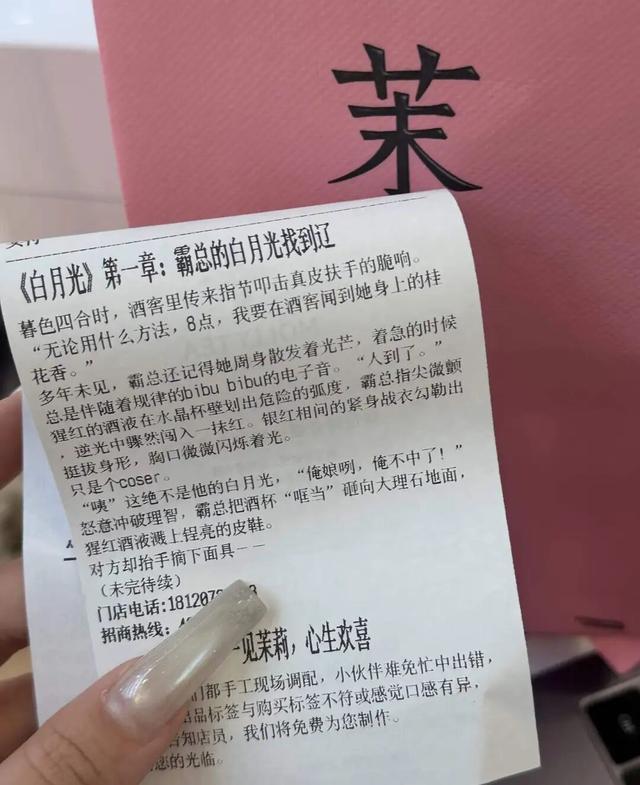 茉
《白月光》第一章：霸总的白月光找到辽
暮色四合时，酒窖里传来指节叩击真皮扶手的脆响。
“无论用什么方法，8点，我要在酒窖闻到她身上的桂
花香。”
多年未见，霸总还记得她周身散发着光芒，着急的时候
总是伴随着规律的bibu bibu的电子音。“人到了。”
猩红的酒液在水晶杯壁划出危险的弧度，霸总指尖微颤
，逆光中骤然闯入一抹红。银红相间的紧身战衣勾勒出
挺拔身形，胸口微微闪烁着光。
只是个coser。
“咦”这绝不是他的白月光，“俺娘咧，俺不中了！”
怒意冲破理智，霸总把酒杯“哐当”砸向大理石地面，
猩红酒液溅上锃亮的皮鞋。
对方却抬手摘下面具——
（未完待续）
门店电话:181207
招商热线:
一见茉莉，心生欢喜
们都手工现场调配，小伙伴难免忙中出错，
品标签与购买标签不符或感觉口感有异，
告知店员，我们将免费为您制作。
您的光临。